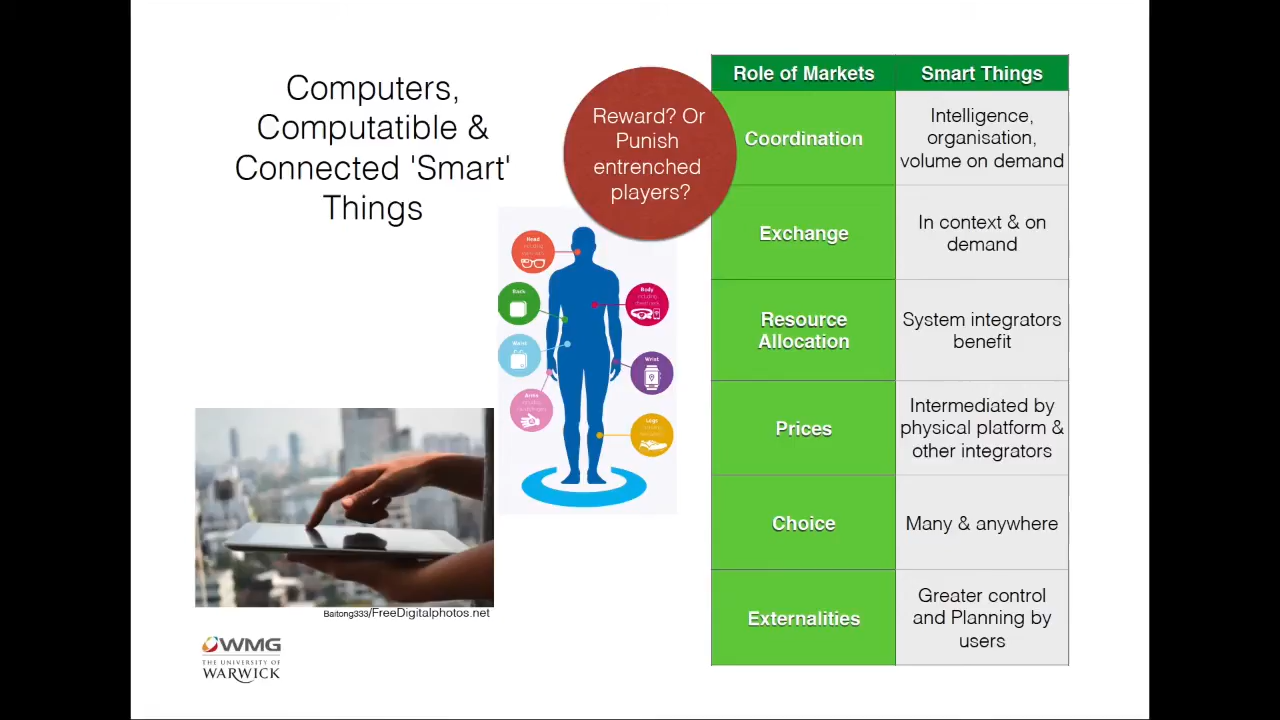 Computers,
Computatible &
Connected 'Smart'
Things
Reward? Or
Punish
entrenched
players?
Role of Markets
Smart Things
Coordination
Intelligence,
organisation,
volume on demand
Exchange
In context & on
demand
Resource
Allocation
System integrators
benefit
Prices
Intermediated by
physical platform &
other integrators
Choice
Many & anywhere
Externalities
Greater control
and Planning by
users
Head
Body
Waist
Wrist
Arms
Legs
Baitong333/FreeDigitalphotos.net
WMG
THE UNIVERSITY OF
WARWICK